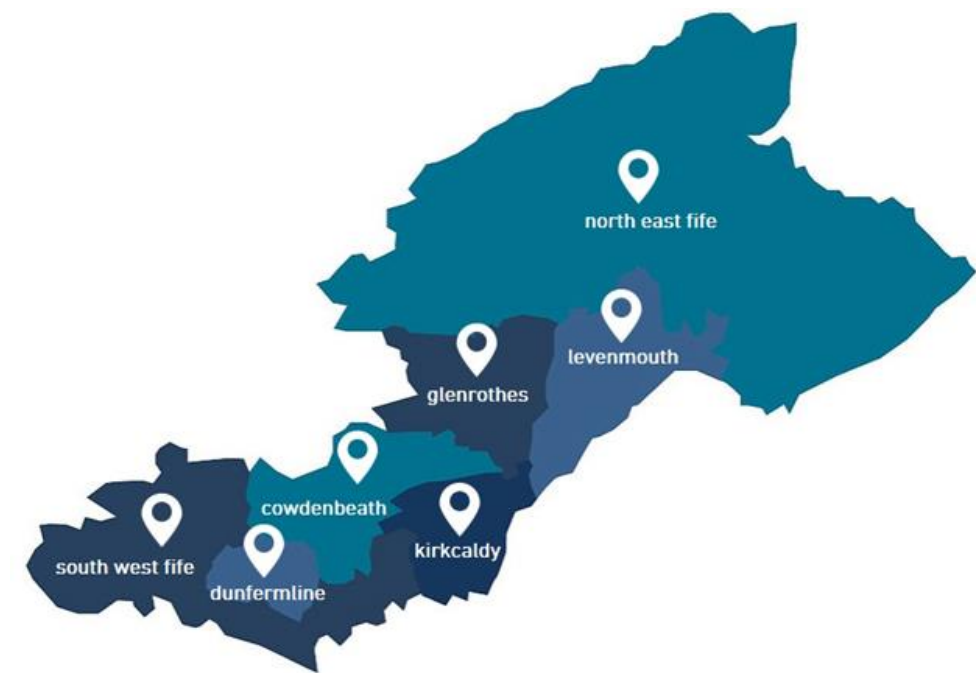 north east fife
levenmouth
glenrothes
cowdenbeath
kirkcaldy
south west fife
dunfermline